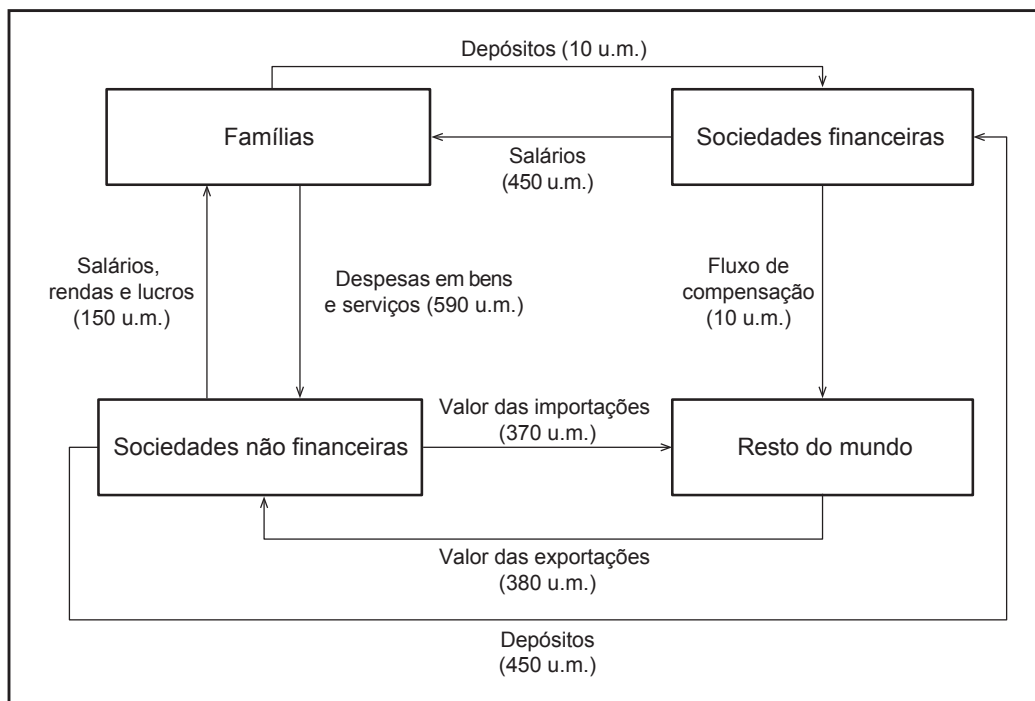 Depósitos (10 u.m.)
Famílias
Sociedades financeiras
Salários
(450 u.m.)
Salários,
rendas e lucros
(150 u.m.)
Despesas em bens
e serviços (590 u.m.)
Fluxo de
compensação
(10 u.m.)
Sociedades não financeiras
Valor das importações
(370 u.m.)
Resto do mundo
Valor das exportações
(380 u.m.)
Depósitos
(450 u.m.)